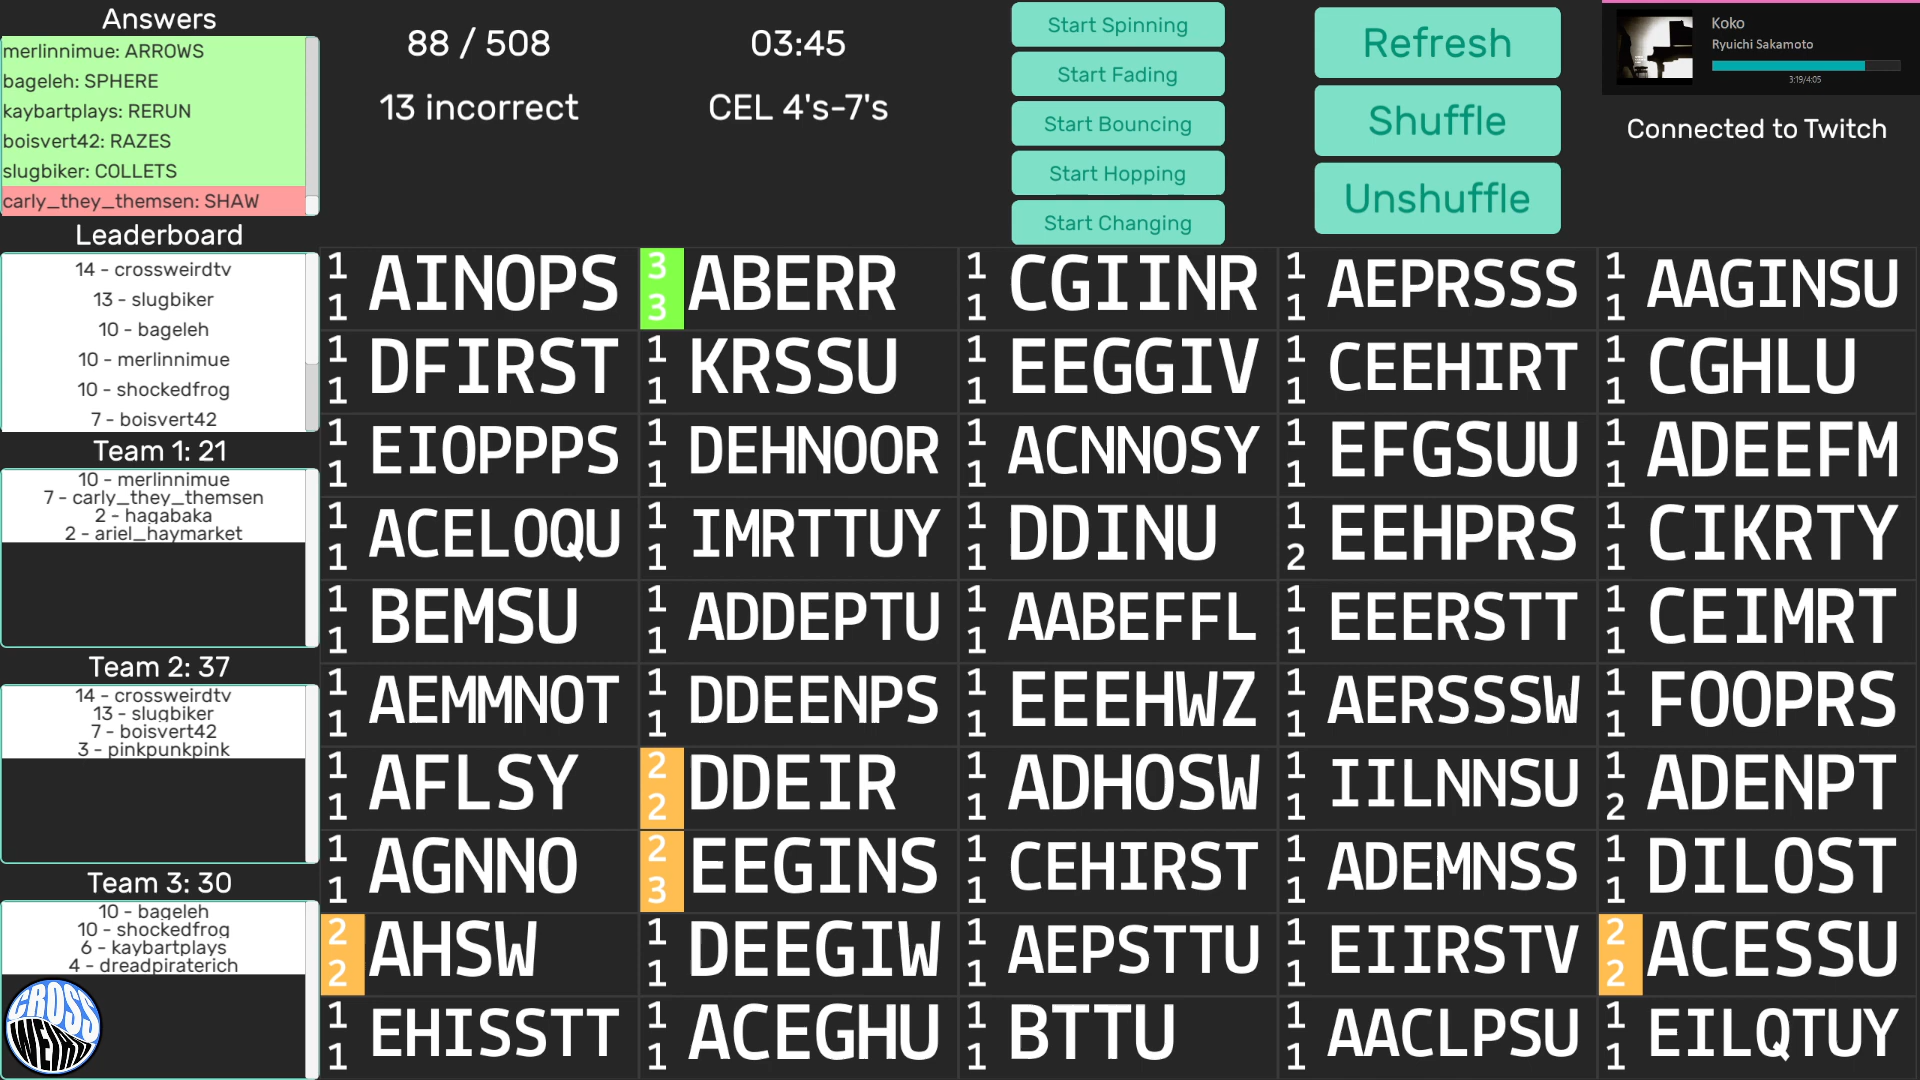 Answers
merlinnimue: ARROWS
bageleh: SPHERE
kaybartplays: RERUN
boisvert42: RAZES
slugbiker: COLLETS
carly_they_themsen: SHAW
Leaderboard
14 - crossweirdtv
13 - slugbiker
10 - bageleh
10 - merlinnimue
10 - shockedfrog
7 - boisvert42
Team 1: 21
10 - merlinnimue
7 - carly_they_themsen
2 - hagabaka
2 - ariel_haymarket
Team 2: 37
14 - crossweirdtv
13 - slugbiker
7 - boisvert42
3 - pinkpunkpink
Team 3: 30
10 - bageleh
10 - shockedfrog
6 - kaybartplays
4 - dreadpiraterich
CROSS
WEIRD
88 / 508
13 incorrect
03:45
CEL 4's-7's
Start Spinning
Start Fading
Start Bouncing
Start Hopping
Start Changing
Refresh
Shuffle
Unshuffle
Koko
Ryuichi Sakamoto
3:19/4:05
Connected to Twitch
1 1 AINOPS
3 3 ABERR
1 1 CGIINR
1 1 AEPRSSS
1 1 AAGINSU
1 1 DFIRST
1 1 KRSSU
1 1 EEGGIV
1 1 CEEHIRT
1 1 CGHLU
1 1 EIOPPPS
1 1 DEHNOOR
1 1 ACNNOSY
1 1 EFGSUU
1 1 ADEEFM
1 1 ACELOQU
1 1 IMRTTUY
1 1 DDINU
1 2 EEHPRS
1 1 CIKRTY
1 1 BEMSU
1 1 ADDEPTU
1 1 AABEFFL
1 1 EEERSTT
1 1 CEIMRT
1 1 AEMMNOT
1 1 DDEENPS
1 1 EEEHWZ
1 1 AERSSSW
1 1 FOOPRS
1 1 AFLSY
2 2 DDEIR
1 1 ADHOSW
1 1 IILNNSU
1 2 ADENPT
1 1 AGNNO
2 3 EEGINS
1 1 CEHIRST
1 1 ADEMNSS
1 1 DILOST
2 2 AHSW
1 1 DEEGIW
1 1 AEPSTTU
1 1 EIIRSTV
2 2 ACESSU
1 1 EHISSTT
1 1 ACEGHU
1 1 BTTU
1 1 AACLPSU
1 1 EILQTUY